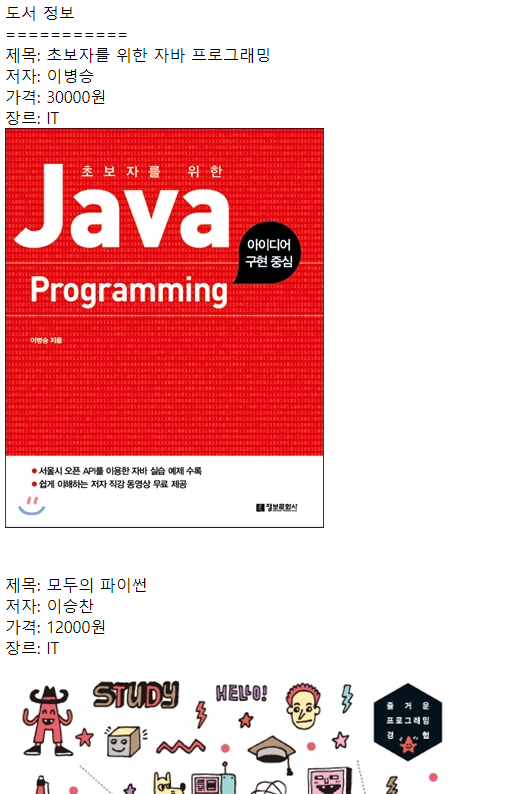 도서 정보
===========
제목: 초보자를 위한 자바 프로그래밍
저자: 이병승
가격: 30000원
장르: IT
초보자를 위한
Java
아이디어
구현 중심
Programming
이병승 지음
● 서울시 오픈 API를 이용한 자바 실습 예제 수록
● 쉽게 이해하는 저자 직강 동영상 무료 제공
정보문화사
제목: 모두의 파이썬
저자: 이승찬
가격: 12000원
장르: IT
STUDY
HELLO!
즐거운
프로그래밍
경험